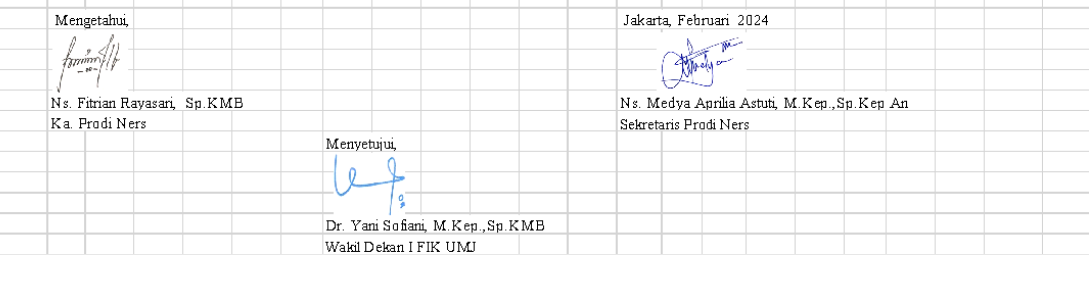 Mengetahui,
Jakarta, Februari 2024
Ns. Fitrian Rayasari, Sp.KMB
Ka. Prodi Ners
Ns. Medya Aprilia Astuti, M.Kep.,Sp.Kep An
Sekretaris Prodi Ners
Menyetujui,
Dr. Yani Sofiani, M.Kep.,Sp.KMB
Wakil Dekan I FIK UMJ